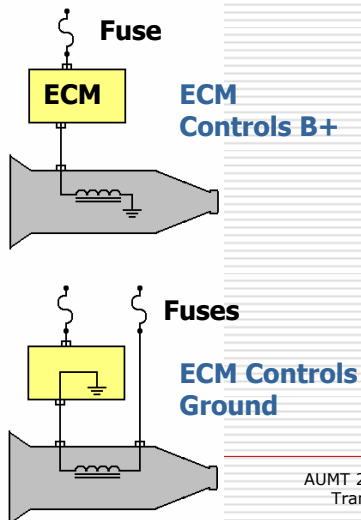 Fuse
ECM
ECM
Controls B+
Fuses
ECM Controls
Ground
AUMT 2
Tran